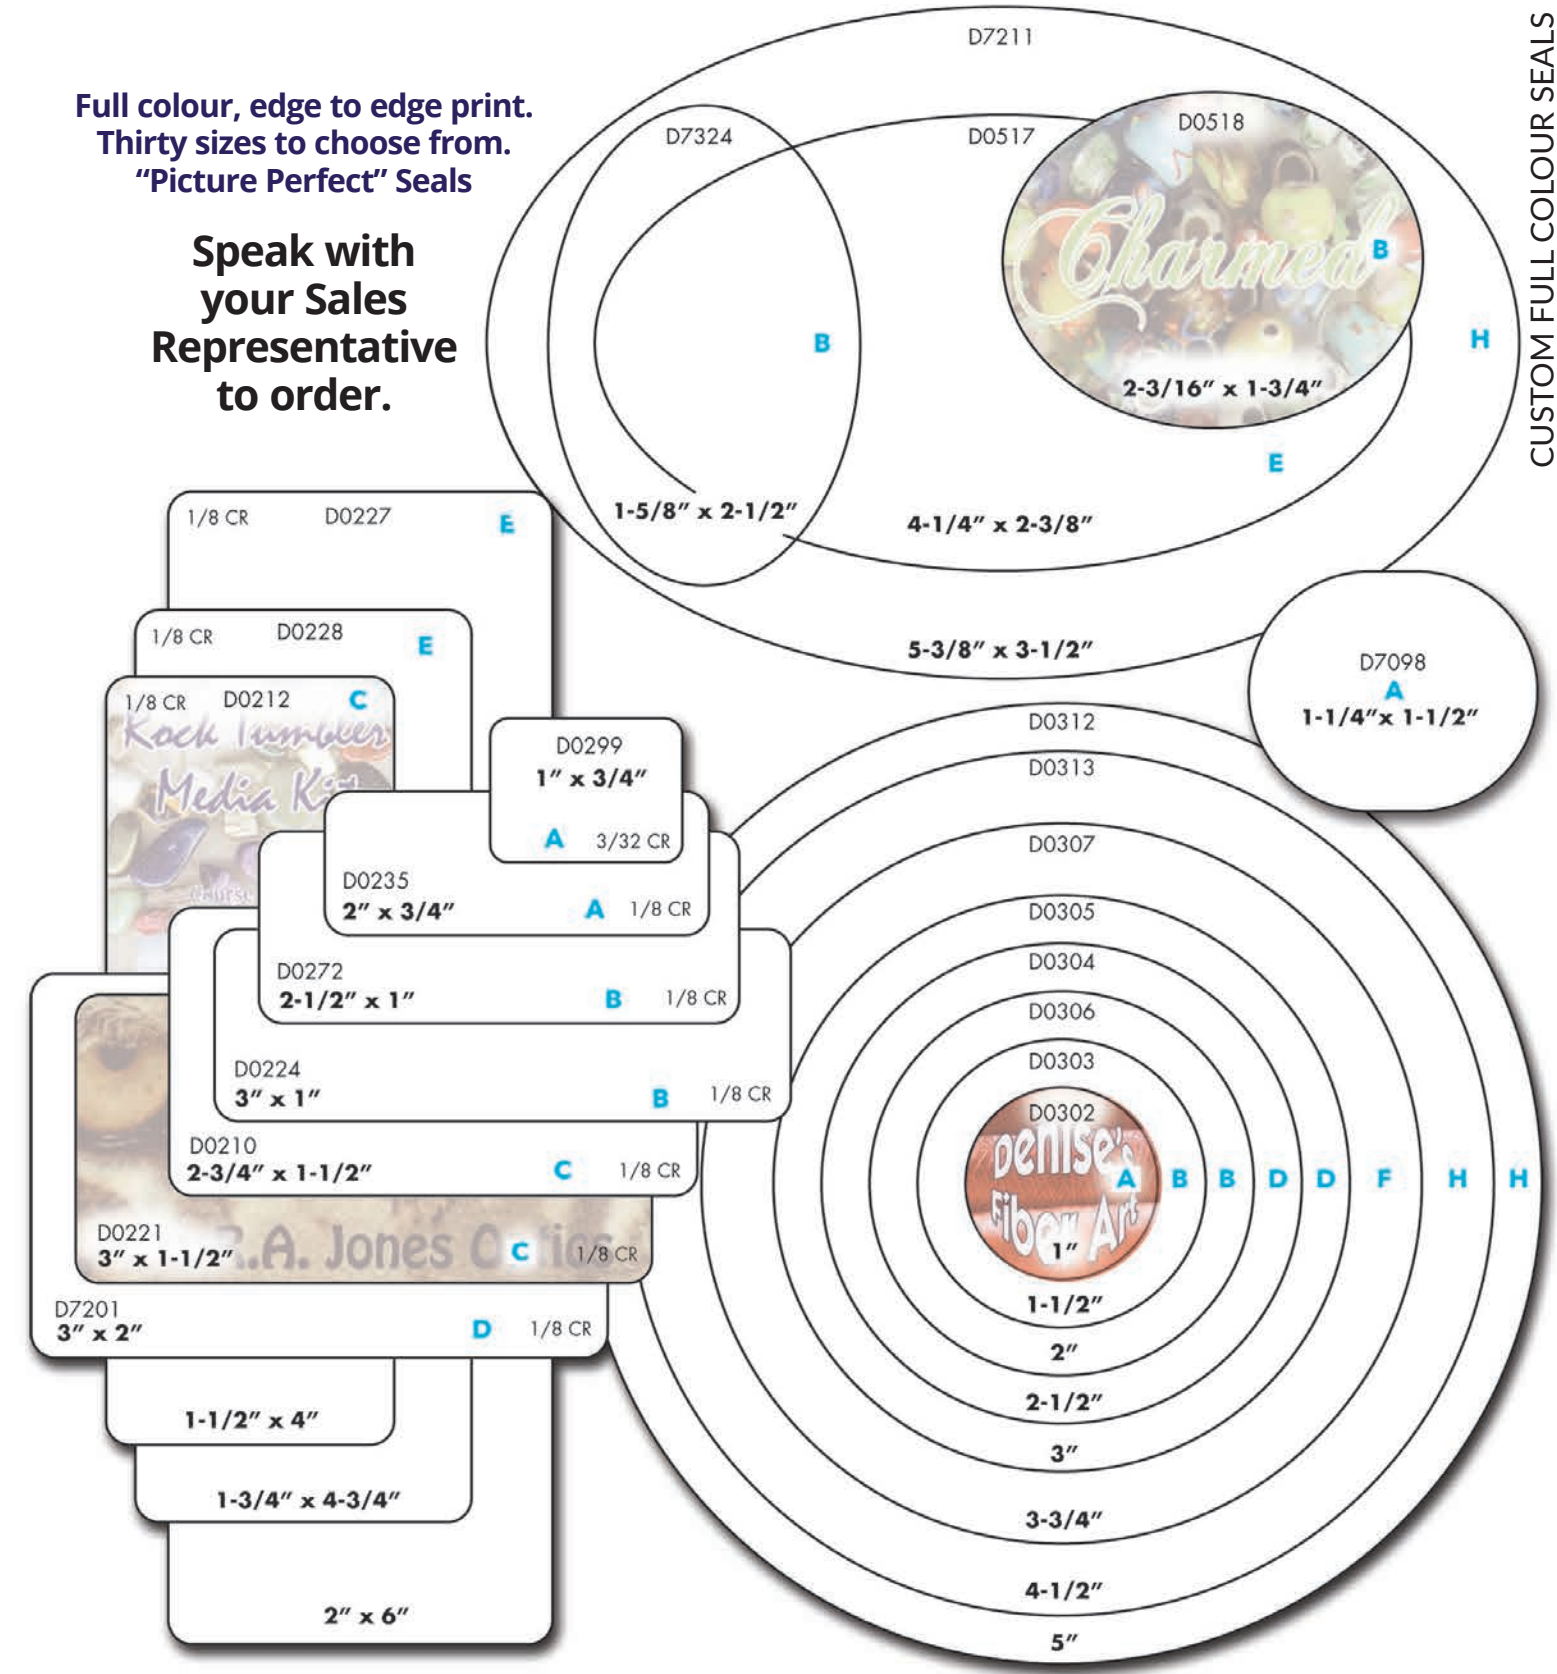 CUSTOM FULL COLOUR SEALS
Full colour, edge to edge print.
Thirty sizes to choose from.
“Picture Perfect” Seals
Speak with
your Sales
Representative
to order.
D7211
H
5-3/8” x 3-1/2”
D7324
B
1-5/8” x 2-1/2”
D0517
E
4-1/4” x 2-3/8”
D0518
Charmed
B
2-3/16” x 1-3/4”
D7098
A
1-1/4”x 1-1/2”
1/8 CR D0227 E
1/8 CR D0228 E
1/8 CR D0212 C
Rock Tumbler
Media Kit
Course
D0299
1” x 3/4”
A 3/32 CR
D0235
2” x 3/4” A 1/8 CR
D0272
2-1/2” x 1” B 1/8 CR
D0224
3” x 1” B 1/8 CR
D0210
2-3/4” x 1-1/2” C 1/8 CR
D0221
3” x 1-1/2” C 1/8 CR
R.A. Jones
D7201
3” x 2” D 1/8 CR
1-1/2” x 4”
1-3/4” x 4-3/4”
2” x 6”
D0312
D0313
D0307
D0305
D0304
D0306
D0303
D0302
Denise's
Fiber Art
A B B D D F H H
1”
1-1/2”
2”
2-1/2”
3”
3-3/4”
4-1/2”
5”